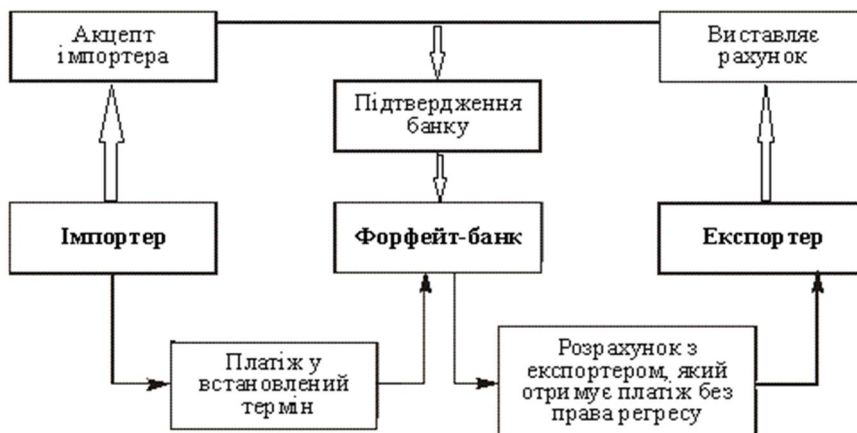 Акцепт
імпортера
Виставляє
рахунок
Підтвердження
банку
Імпортер
Форфейт-банк
Експортер
Платіж у
встановлений
термін
Розрахунок з
експортером, який
отримує платіж без
права регресу